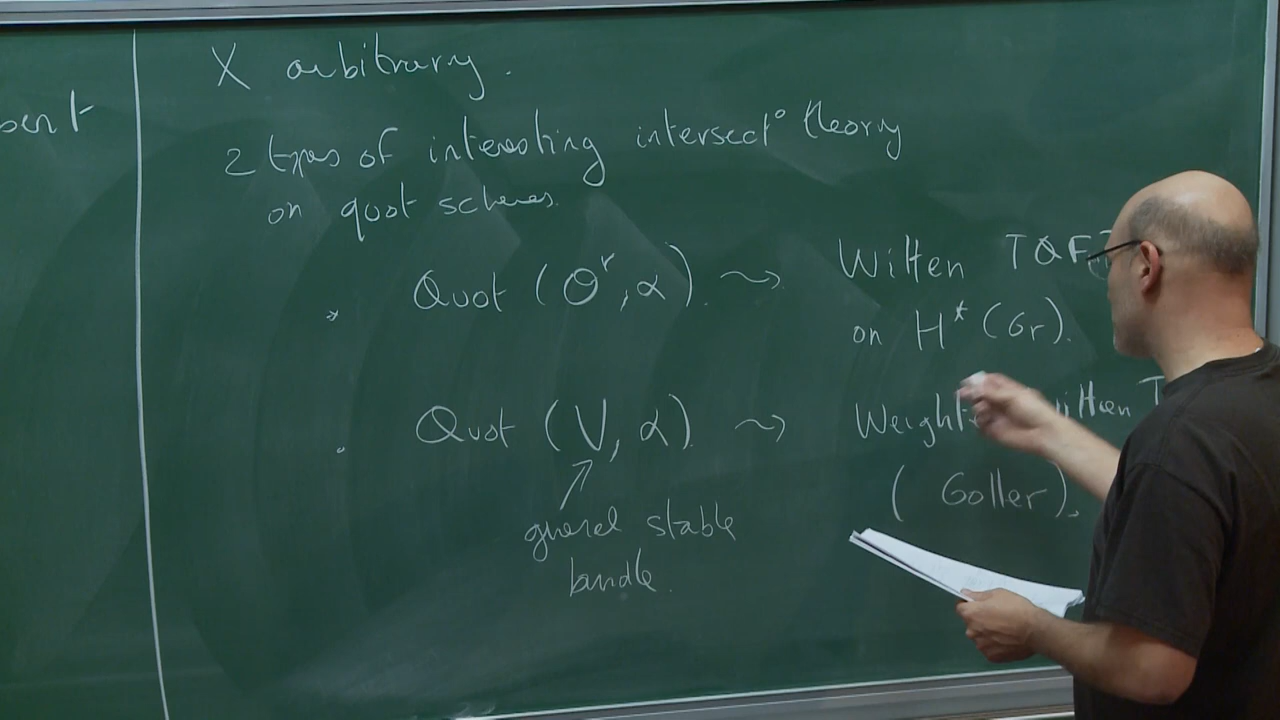 X arbitrary.
2 types of interesting intersect° theory
on quot schemes.
Quot (O^r, α) ⇝ Witten TQFT
on H*(Gr).
Quot (V, α) ⇝ Witten
(Goller),
general stable
bundle.